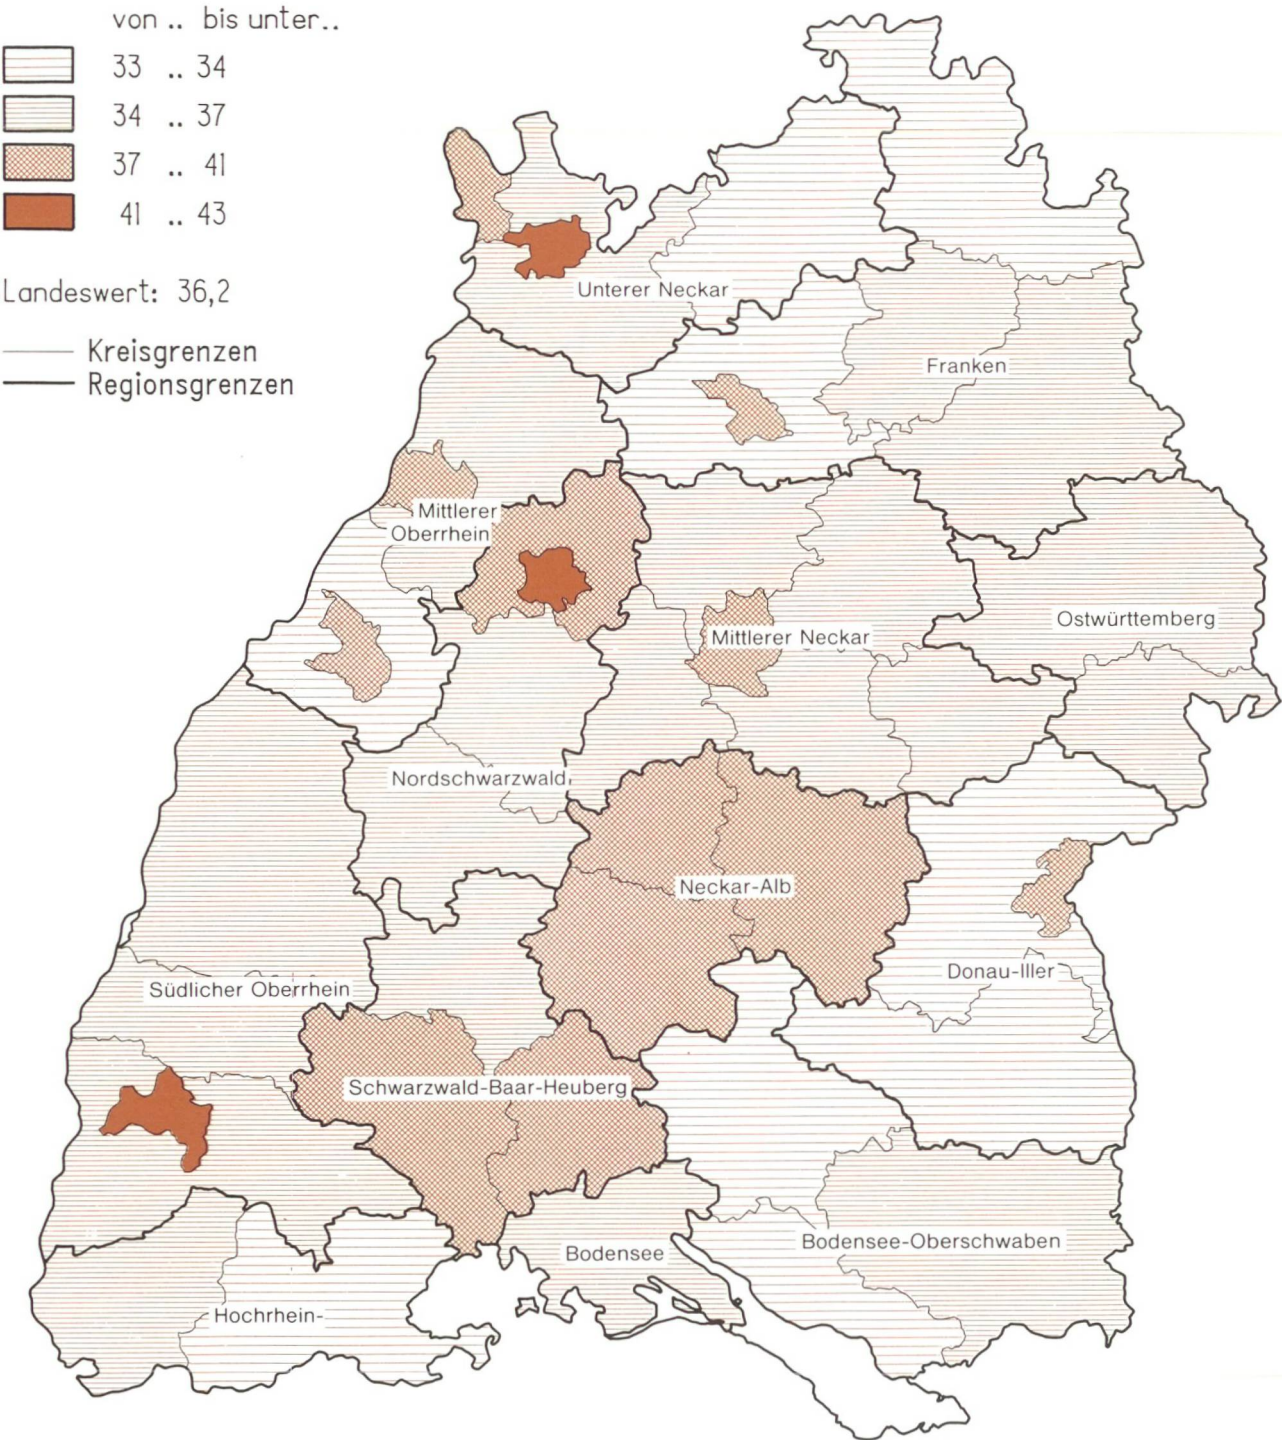 von .. bis unter..
33 .. 34
34 .. 37
37 .. 41
41 .. 43
Landeswert: 36,2
Kreisgrenzen
Regionsgrenzen
Unterer Neckar
Franken
Mittlerer
Oberrhein
Ostwürttemberg
Mittlerer Neckar
Nordschwarzwald
Neckar-Alb
Donau-Iller
Südlicher Oberrhein
Schwarzwald-Baar-Heuberg
Bodensee-Oberschwaben
Bodensee
Hochrhein-